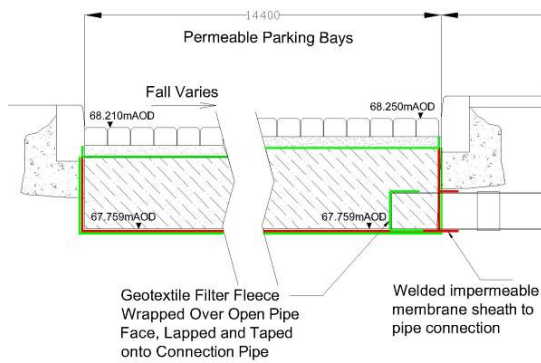 14400
Permeable Parking Bays
Fall Varies
68.210mAOD
68.250mAOD
67.759mAOD
67.759mAOD
Geotextile Filter Fleece
Wrapped Over Open Pipe
Face, Lapped and Taped
onto Connection Pipe
Welded impermeable
membrane sheath to
pipe connection